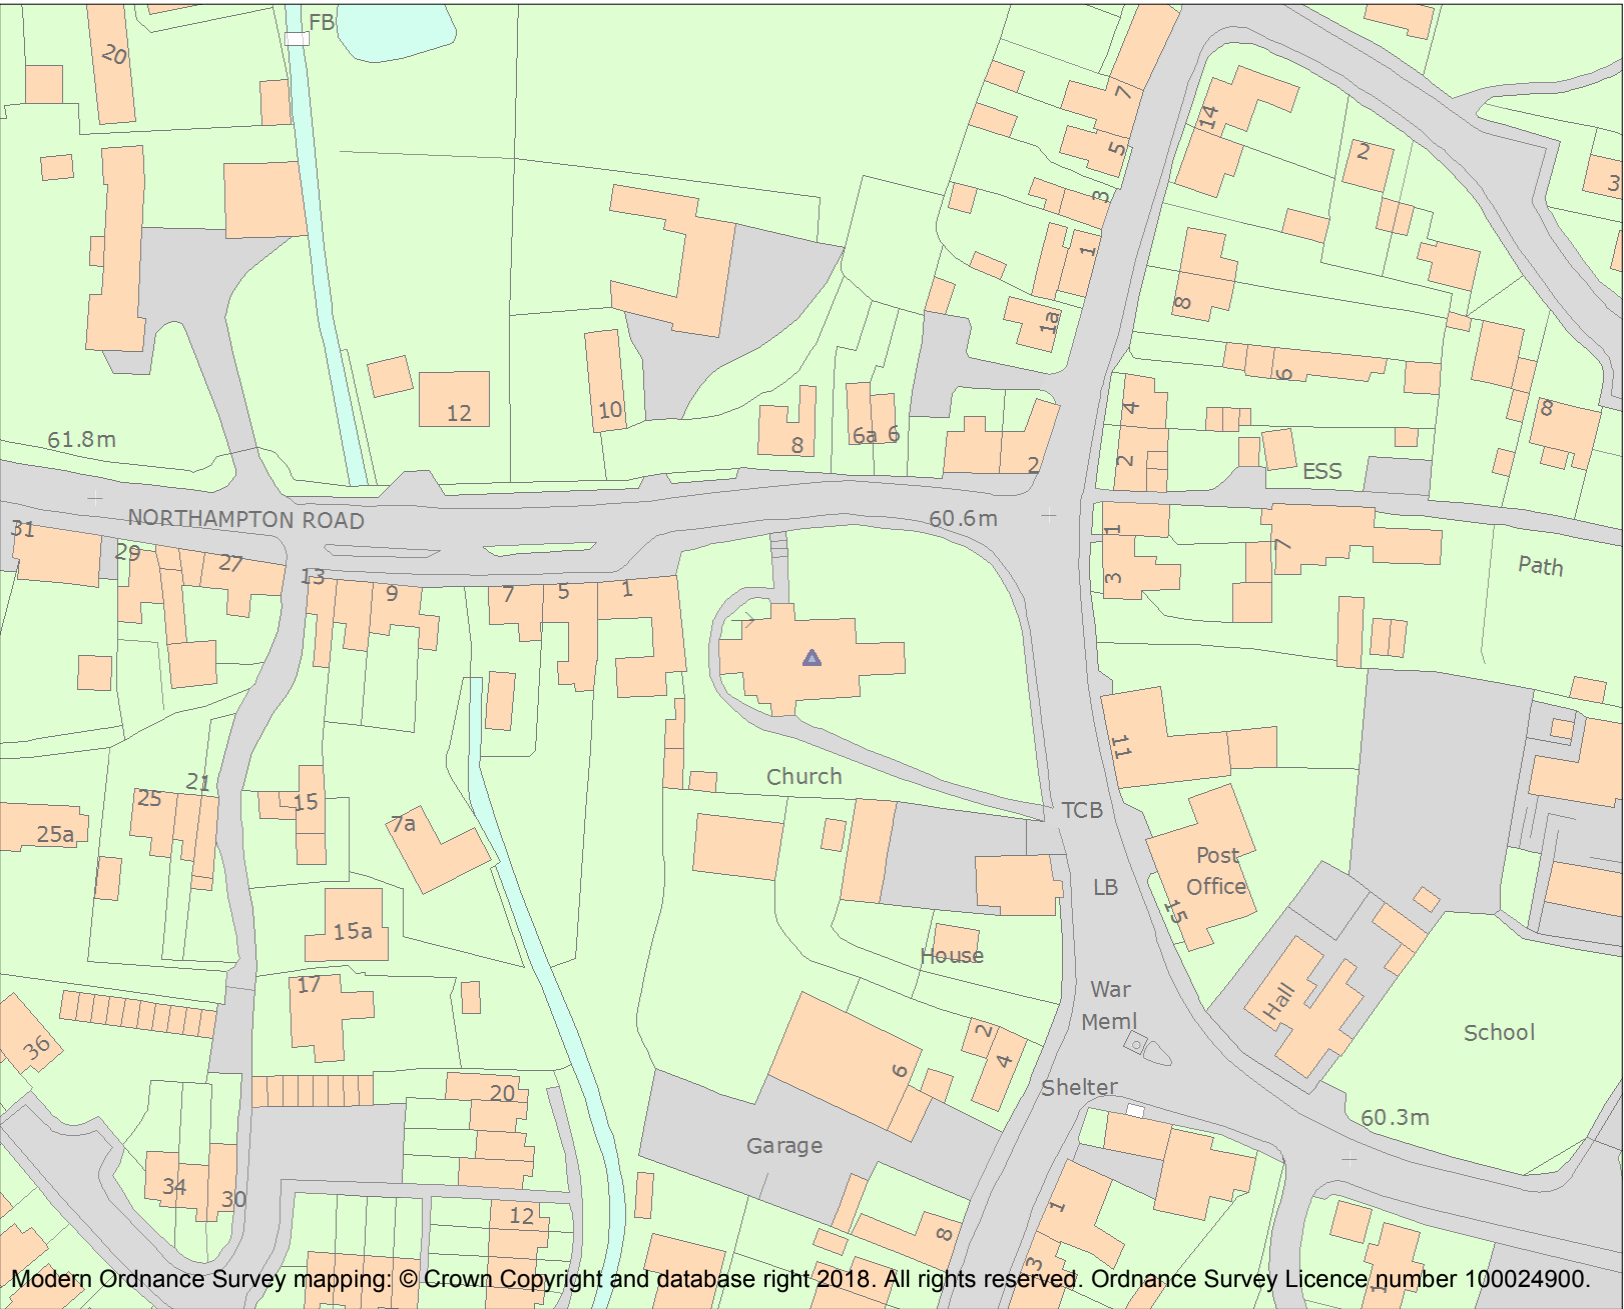 FB
20
7
14
5
2
3
3
1
8
1a
6
12
10
4
8
8
6a 6
2
2
61.8m
ESS
NORTHAMPTON ROAD
60.6m
31
29
27
1
7
Path
13
9
7
5
1
3
11
Church
21
25
15
TCB
25a
7a
Post
Office
LB
15
15a
House
17
War
Meml
Hall
School
2
4
36
6
Shelter
20
60.3m
Garage
34
30
12
1
8
3
1
Modern Ordnance Survey mapping: © Crown Copyright and database right 2018. All rights reserved. Ordnance Survey Licence number 100024900.